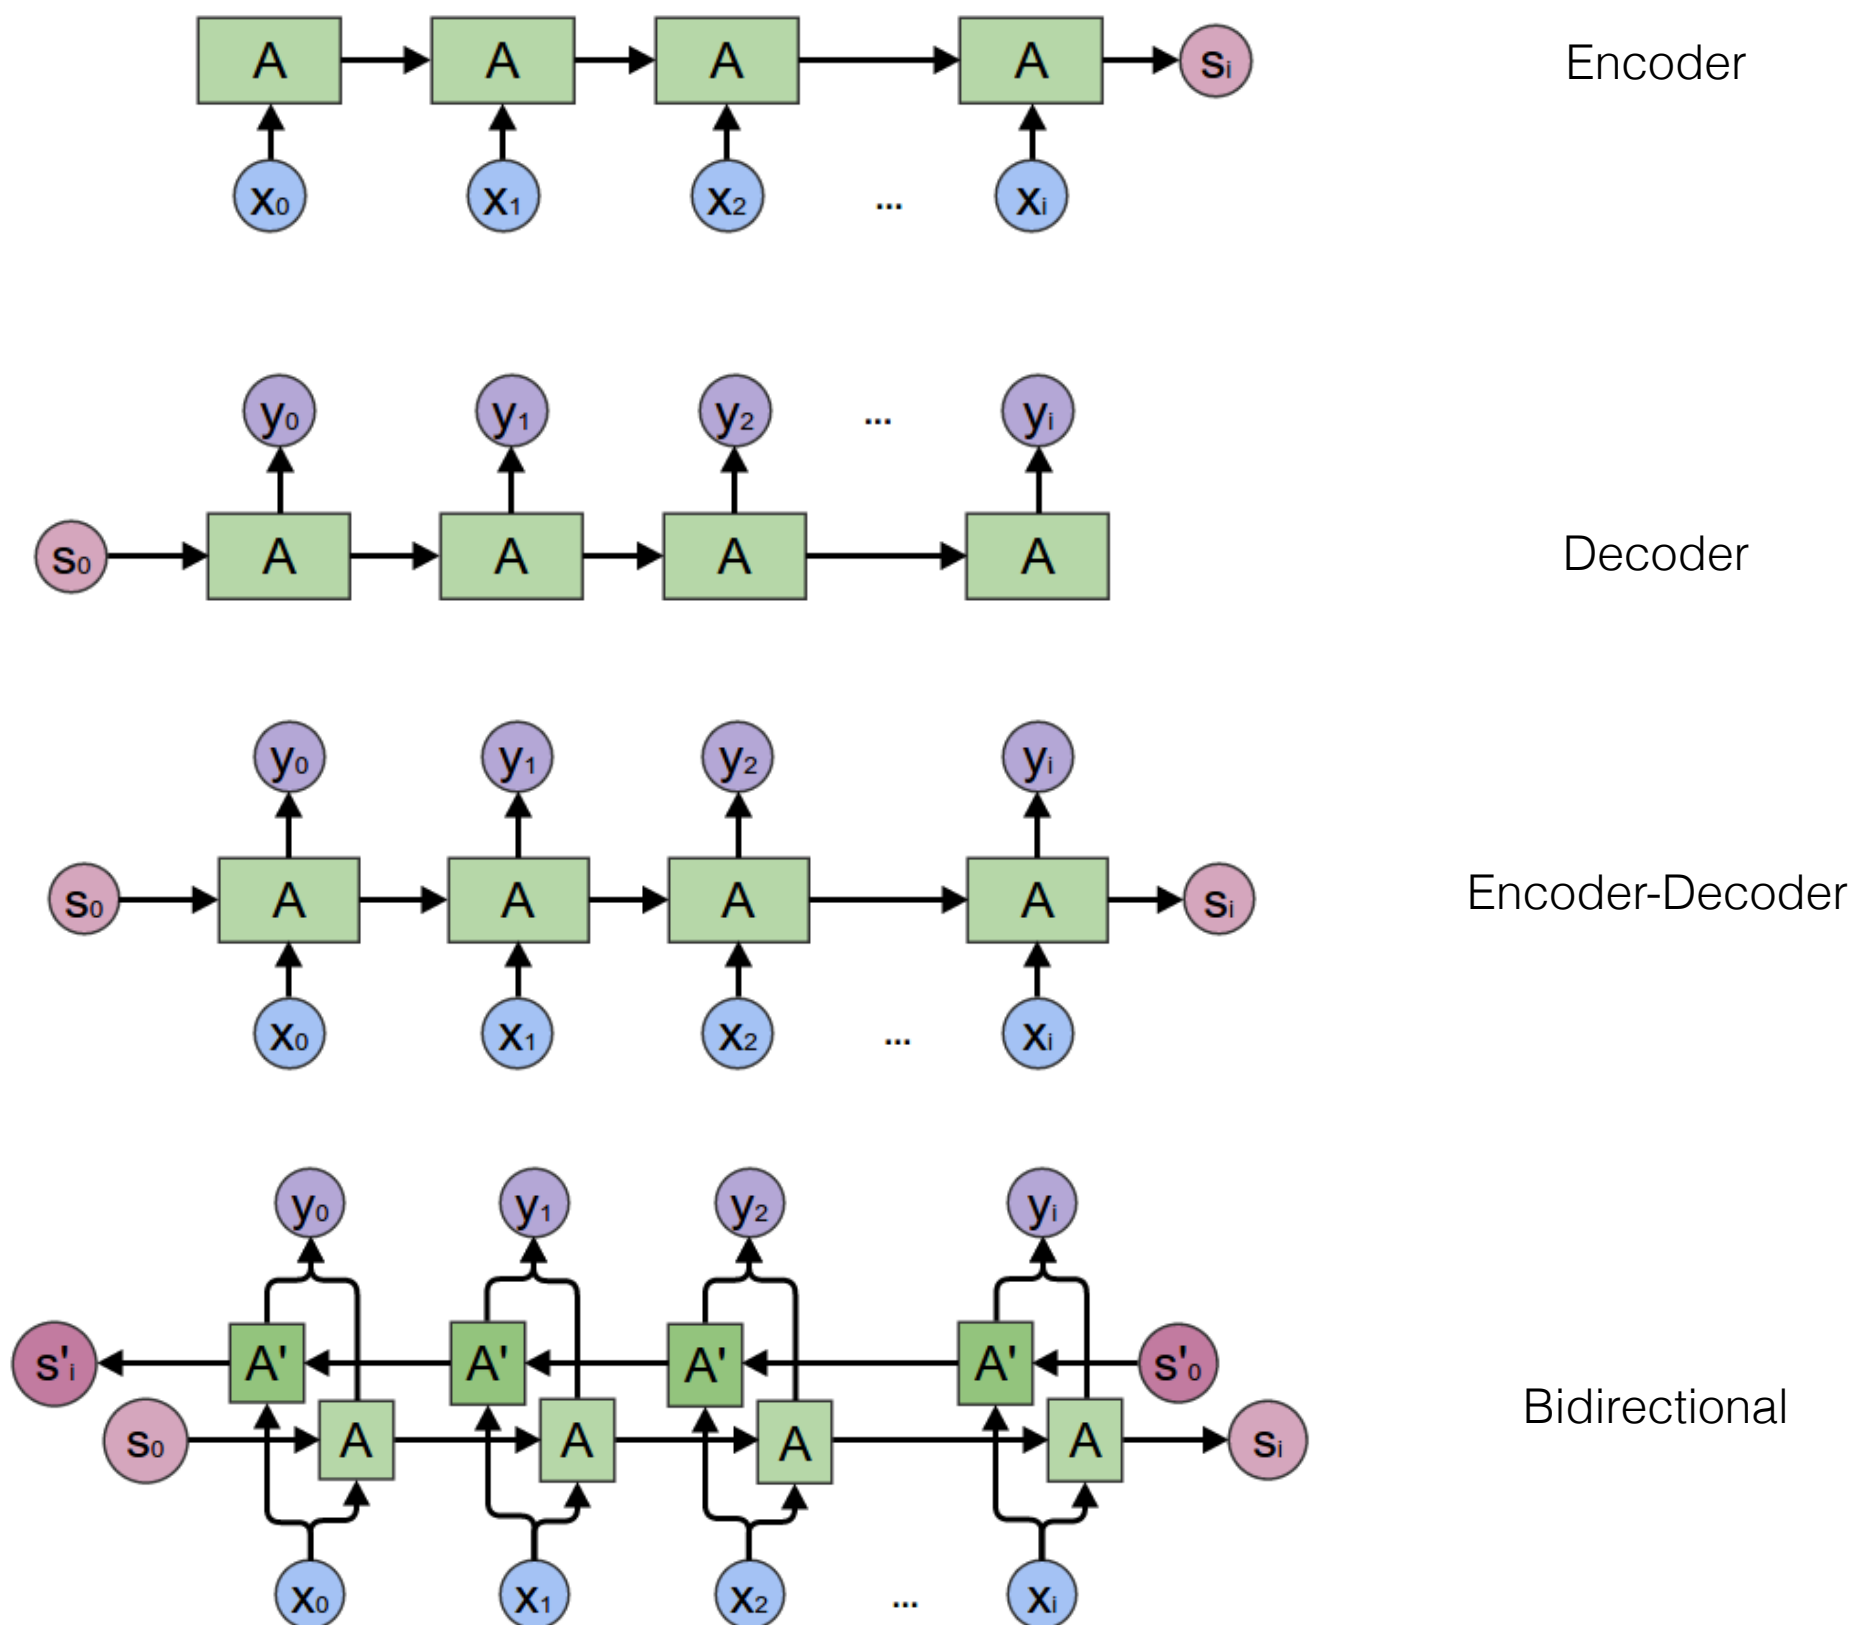 A A A A sᵢ Encoder
x₀ x₁ x₂ ... xᵢ
y₀ y₁ y₂ ... yᵢ
s₀ A A A A Decoder
y₀ y₁ y₂ yᵢ
s₀ A A A A sᵢ Encoder-Decoder
x₀ x₁ x₂ ... xᵢ
y₀ y₁ y₂ yᵢ
s'ᵢ A' A' A' A' s'₀
s₀ A A A A sᵢ Bidirectional
x₀ x₁ x₂ ... xᵢ